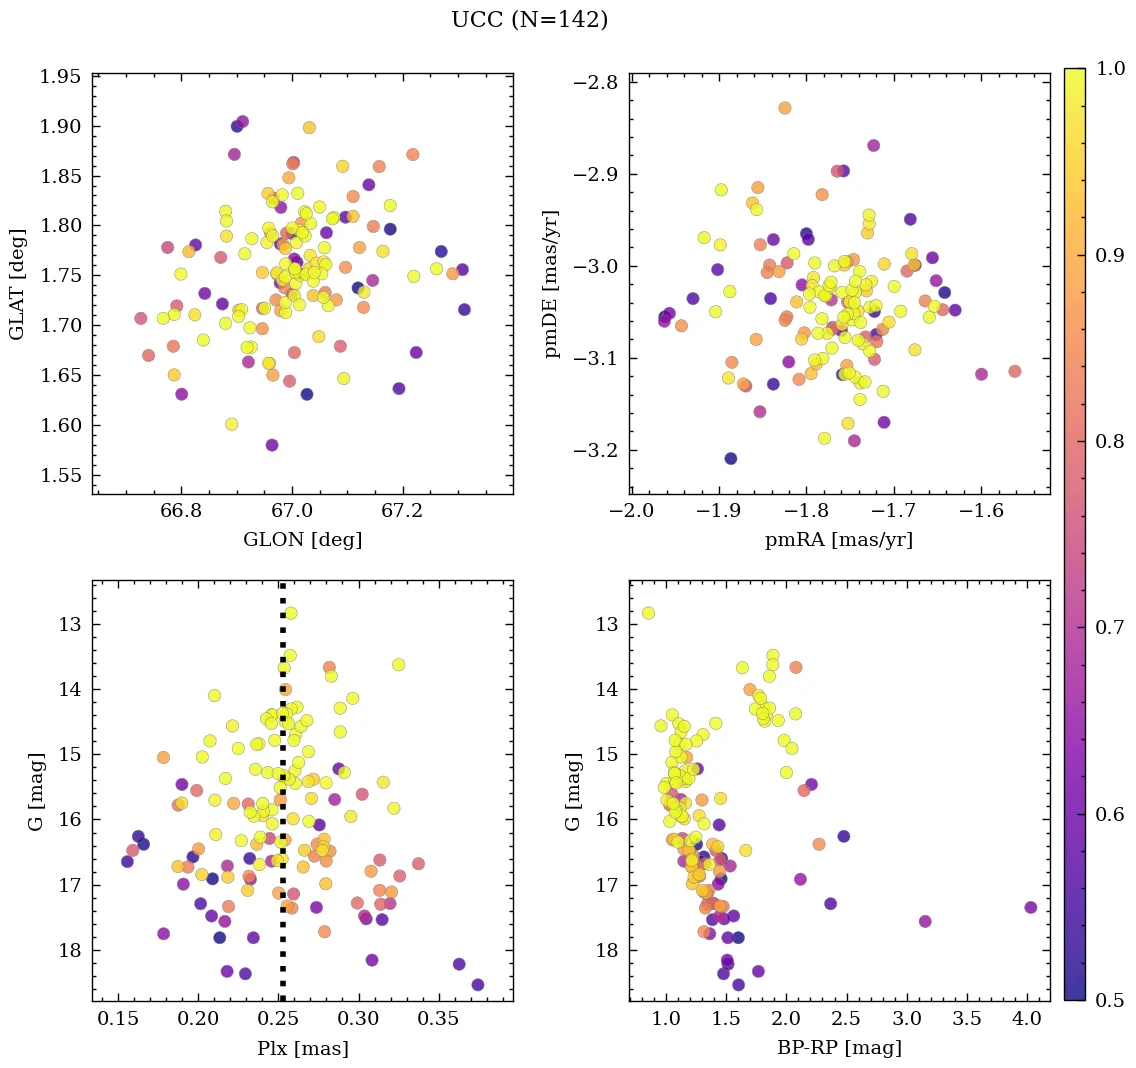 UCC (N=142)
1.95
1.90
1.85
1.80
1.75
1.70
1.65
1.60
1.55
GLAT [deg]
66.8 67.0 67.2
GLON [deg]
−2.8
−2.9
−3.0
−3.1
−3.2
pmDE [mas/yr]
−2.0 −1.9 −1.8 −1.7 −1.6
pmRA [mas/yr]
13
14
15
16
17
18
G [mag]
0.15 0.20 0.25 0.30 0.35
Plx [mas]
13
14
15
16
17
18
G [mag]
1.0 1.5 2.0 2.5 3.0 3.5 4.0
BP-RP [mag]
1.0
0.9
0.8
0.7
0.6
0.5